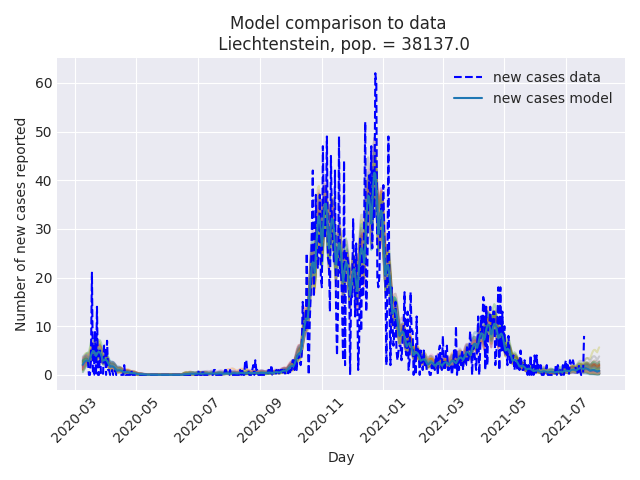 Model comparison to data
Liechtenstein, pop. = 38137.0
new cases data
new cases model
Number of new cases reported
60
50
40
30
20
10
0
2020-03
2020-05
2020-07
2020-09
2020-11
2021-01
2021-03
2021-05
2021-07
Day